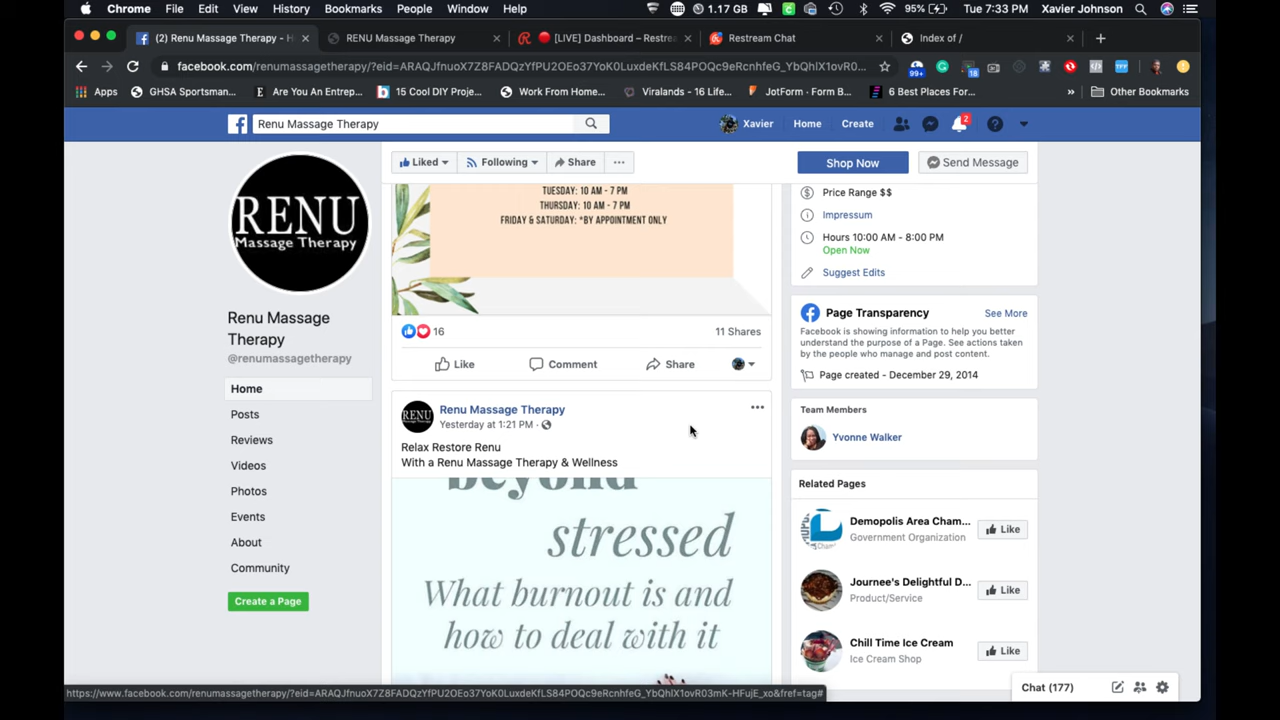 Chrome File Edit View History Bookmarks People Window Help 1.17 GB 95% Tue 7:33 PM Xavier Johnson
(2) Renu Massage Therapy - H RENU Massage Therapy [LIVE] Dashboard – Restre Restream Chat Index of /
facebook.com/renumassagetherapy/?eid=ARAQJfnuoX7Z8FADQzYfPU2OEo37YoK0LuxdeKfLS84POQc9eRcnhfeG_YbQhlX1ovR0...
Apps GHSA Sportsman... Are You An Entrep... 15 Cool DIY Proje... Work From Home... Viralands - 16 Life... JotForm · Form B... 6 Best Places For... » Other Bookmarks
Renu Massage Therapy Xavier Home Create 2
Liked Following Share ··· Shop Now Send Message
RENU
Massage Therapy
Renu Massage
Therapy
@renumassagetherapy
Home
Posts
Reviews
Videos
Photos
Events
About
Community
Create a Page
TUESDAY: 10 AM - 7 PM
THURSDAY: 10 AM - 7 PM
FRIDAY & SATURDAY: *BY APPOINTMENT ONLY
16 11 Shares
Like Comment Share
RENU
Renu Massage Therapy
Yesterday at 1:21 PM ·
Relax Restore Renu
With a Renu Massage Therapy & Wellness
beyond
stressed
What burnout is and
how to deal with it
Price Range $$
Impressum
Hours 10:00 AM - 8:00 PM
Open Now
Suggest Edits
Page Transparency See More
Facebook is showing information to help you better
understand the purpose of a Page. See actions taken
by the people who manage and post content.
Page created - December 29, 2014
Team Members
Yvonne Walker
Related Pages
Demopolis Area Cham...
Government Organization
Like
Journee's Delightful D...
Product/Service
Like
Chill Time Ice Cream
Ice Cream Shop
Like
Chat (177)
https://www.facebook.com/renumassagetherapy/?eid=ARAQJfnuoX7Z8FADQzYfPU2OEo37YoK0LuxdeKfLS84POQc9eRcnhfeG_YbQhlX1ovR03mK-HFujE_xo&fref=tag#